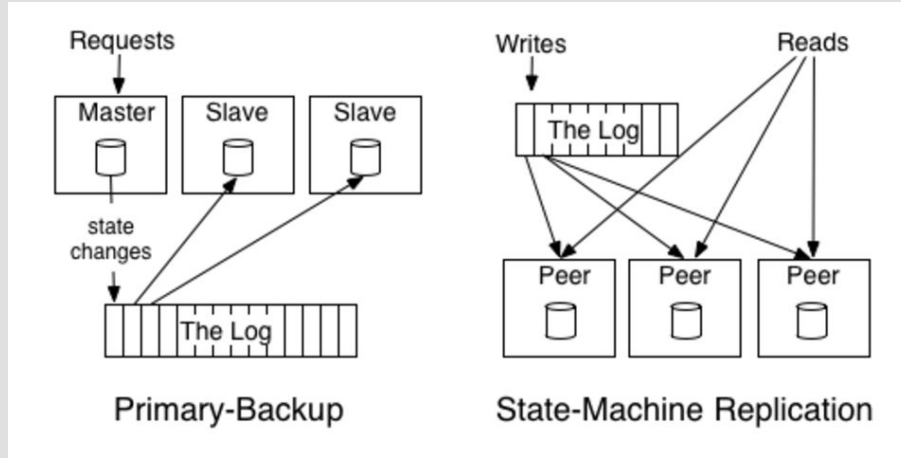 Requests
Master
Slave
Slave
state
changes
The Log
Primary-Backup
Writes
Reads
The Log
Peer
Peer
Peer
State-Machine Replication